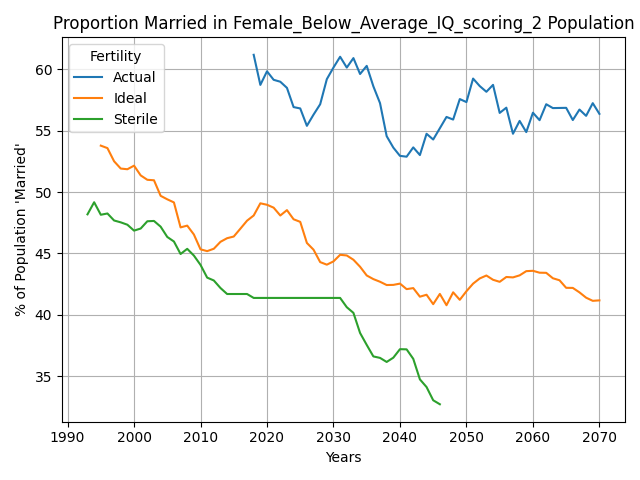 Proportion Married in Female_Below_Average_IQ_scoring_2 Population
Fertility
Actual
Ideal
Sterile
% of Population 'Married'
60
55
50
45
40
35
1990
2000
2010
2020
2030
2040
2050
2060
2070
Years